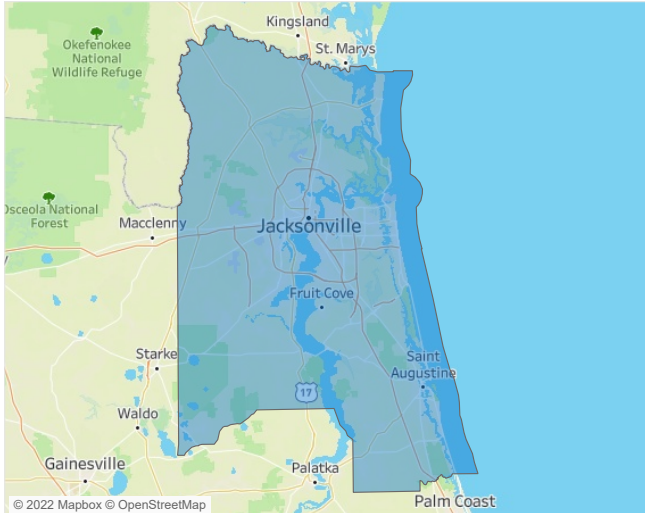 Kingsland
Okefenokee
National
Wildlife Refuge
St. Marys
Osceola National
Forest
Macclenny
Jacksonville
Fruit Cove
Starke
Saint
Augustine
17
Waldo
Gainesville
Palatka
Palm Coast
© 2022 Mapbox © OpenStreetMap